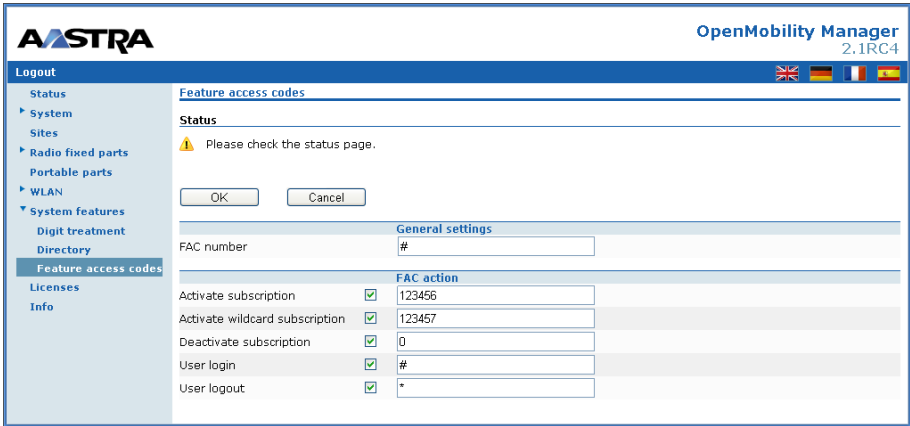 AASTRA
OpenMobility Manager
2.1RC4
Logout
Status
System
Sites
Radio fixed parts
Portable parts
WLAN
System features
Digit treatment
Directory
Feature access codes
Licenses
Info
Feature access codes
Status
Please check the status page.
OK Cancel
General settings
FAC number #
FAC action
Activate subscription 123456
Activate wildcard subscription 123457
Deactivate subscription 0
User login #
User logout *